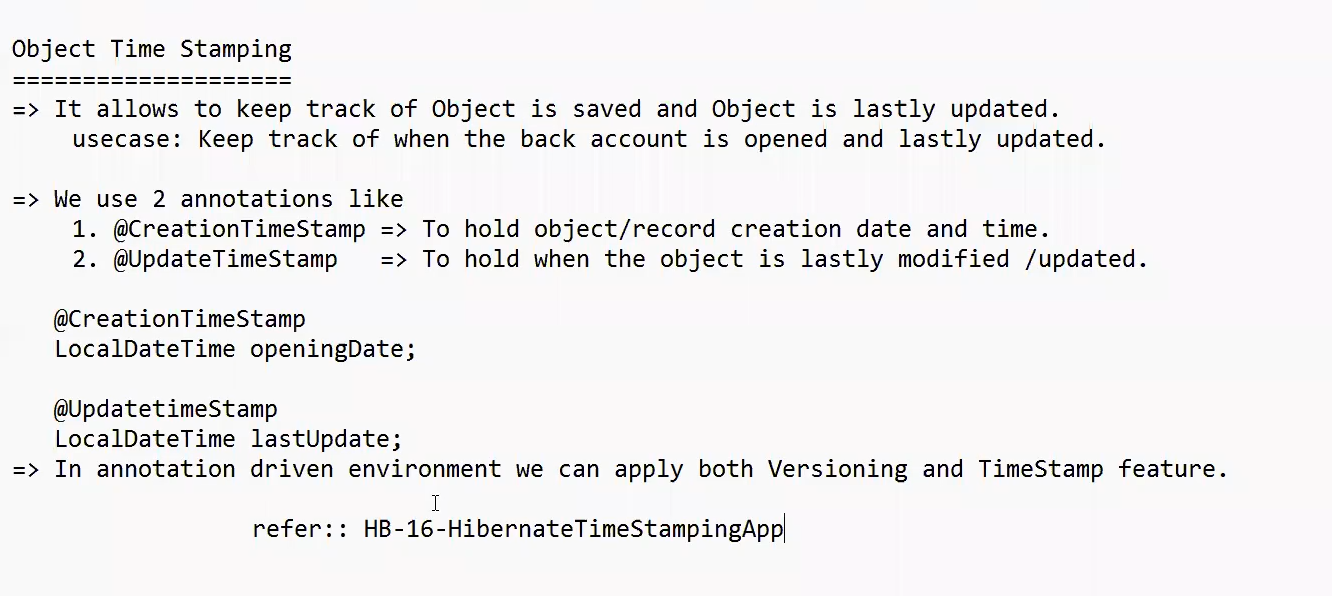 Object Time Stamping
====================
=> It allows to keep track of Object is saved and Object is lastly updated.
usecase: Keep track of when the back account is opened and lastly updated.
=> We use 2 annotations like
1. @CreationTimeStamp => To hold object/record creation date and time.
2. @UpdateTimeStamp => To hold when the object is lastly modified /updated.
@CreationTimeStamp
LocalDateTime openingDate;
@UpdatetimeStamp
LocalDateTime lastUpdate;
=> In annotation driven environment we can apply both Versioning and TimeStamp feature.
refer:: HB-16-HibernateTimeStampingApp